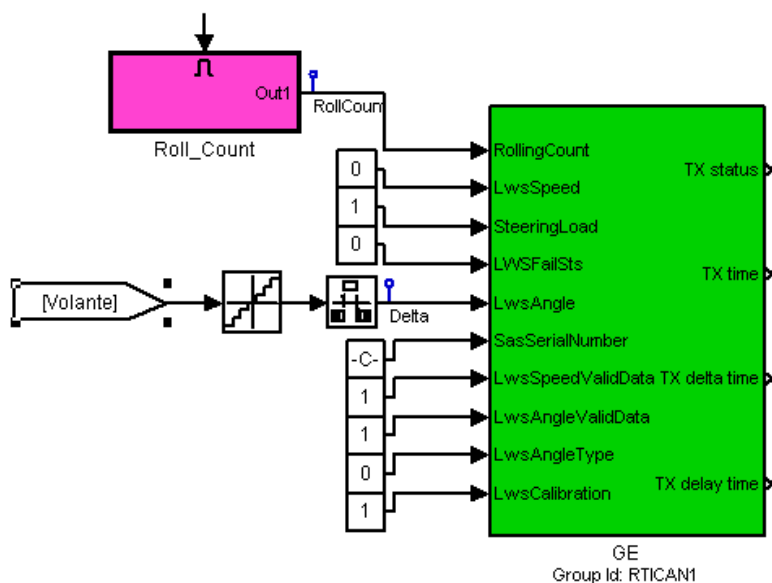 Out1
RollCount
Roll_Count
RollingCount
TX status
0
LwsSpeed
1
SteeringLoad
0
LWSFailSts
TX time
[Volante]
Delta
LwsAngle
SasSerialNumber
-C-
LwsSpeedValidData
TX delta time
1
LwsAngleValidData
1
LwsAngleType
0
TX delay time
LwsCalibration
1
GE
Group Id: RTICAN1